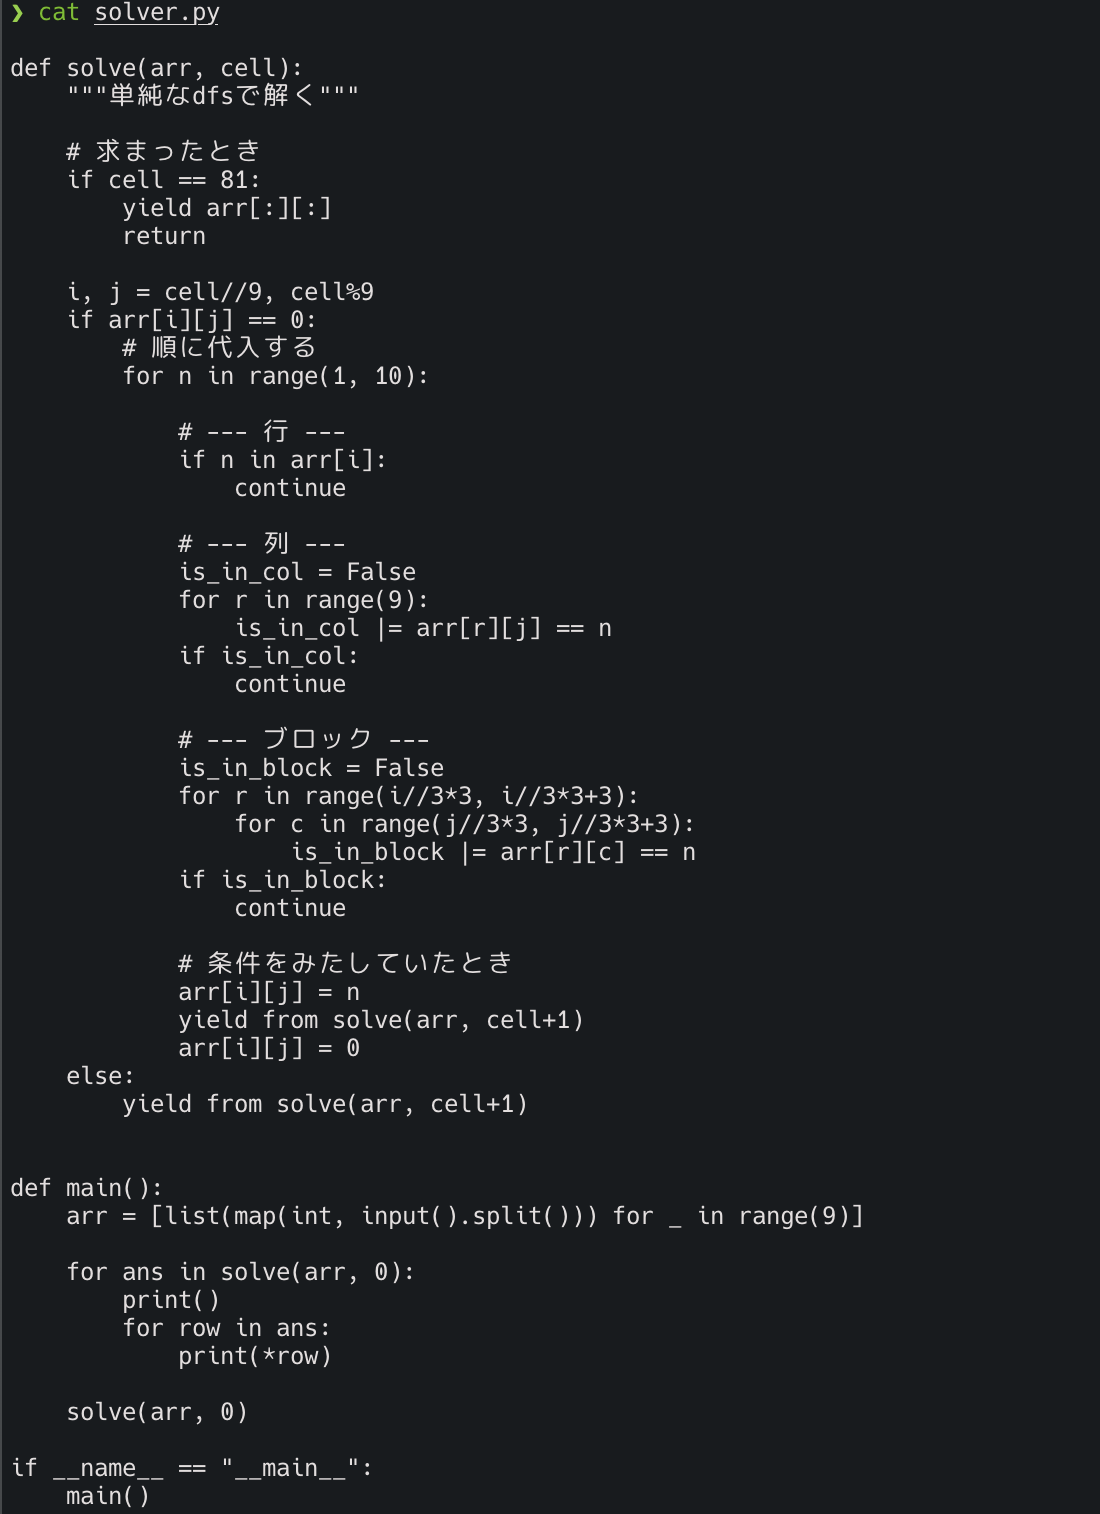 ❯ cat solver.py

def solve(arr, cell):
    """単純なdfsで解く"""

    # 求まったとき
    if cell == 81:
        yield arr[:][:]
        return

    i, j = cell//9, cell%9
    if arr[i][j] == 0:
        # 順に代入する
        for n in range(1, 10):

            # --- 行 ---
            if n in arr[i]:
                continue

            # --- 列 ---
            is_in_col = False
            for r in range(9):
                is_in_col |= arr[r][j] == n
            if is_in_col:
                continue

            # --- ブロック ---
            is_in_block = False
            for r in range(i//3*3, i//3*3+3):
                for c in range(j//3*3, j//3*3+3):
                    is_in_block |= arr[r][c] == n
            if is_in_block:
                continue

            # 条件をみたしていたとき
            arr[i][j] = n
            yield from solve(arr, cell+1)
            arr[i][j] = 0
    else:
        yield from solve(arr, cell+1)


def main():
    arr = [list(map(int, input().split())) for _ in range(9)]

    for ans in solve(arr, 0):
        print()
        for row in ans:
            print(*row)

    solve(arr, 0)

if __name__ == "__main__":
    main()